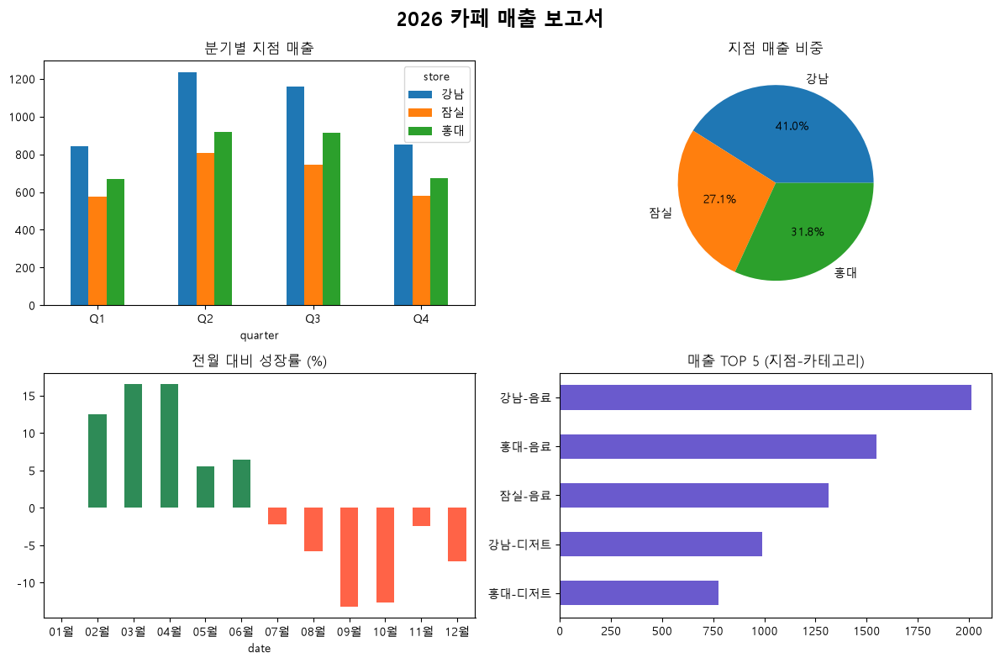 2026 카페 매출 보고서
분기별 지점 매출
1200
1000
800
600
400
200
0
store
강남
잠실
홍대
Q1 Q2 Q3 Q4
quarter
지점 매출 비중
강남
41.0%
잠실
27.1%
31.8%
홍대
전월 대비 성장률 (%)
15
10
5
0
-5
-10
01월 02월 03월 04월 05월 06월 07월 08월 09월 10월 11월 12월
date
매출 TOP 5 (지점-카테고리)
강남-음료
홍대-음료
잠실-음료
강남-디저트
홍대-디저트
0 250 500 750 1000 1250 1500 1750 2000